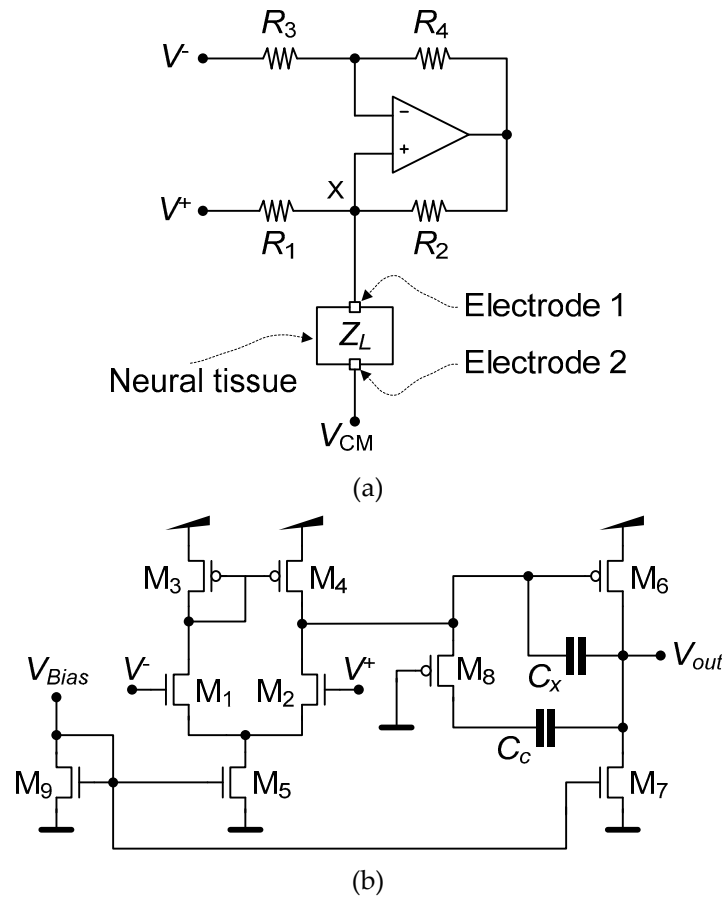 R3 R4
V-
−
+
X
V+
R1 R2
Electrode 1
ZL
Neural tissue
Electrode 2
VCM
(a)
M3 M4 M6
VBias V- M1 M2 V+ M8 Cx Vout
Cc
M9 M5 M7
(b)